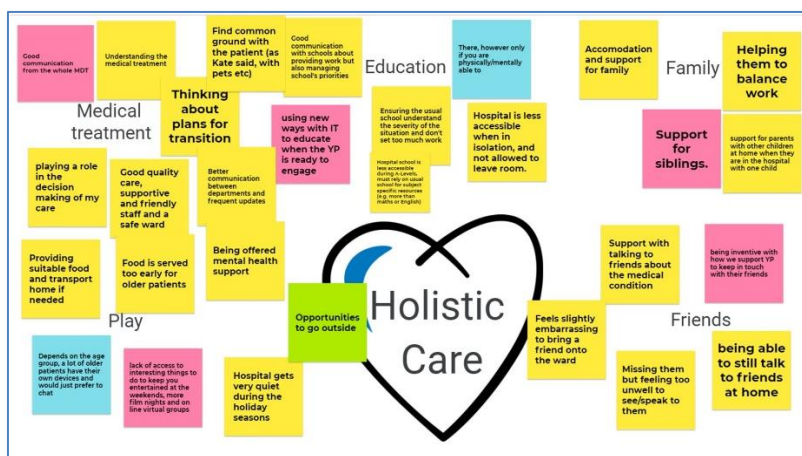 Good
communication
from the whole MDT
Understanding the
medical treatment
Find common
ground with
the patient (as
Kate said, with
pets etc)
Good
communication
with schools about
providing work but
also managing
school's priorities
Education
There, however only
if you are
physically/mentally
able to
Accomodation
and support
for family
Family
Helping
them to
balance
work
Medical
treatment
Thinking
about
plans for
transition
using new
ways with IT
to educate
when the YP
is ready to
engage
Ensuring the usual
school understand
the severity of the
situation and don't
set too much work
Hospital is less
accessible
when in
isolation, and
not allowed to
leave room.
Support
for
siblings.
support for parents
with other children
at home when they
are in the hospital
with one child
playing a role
in the
decision
making of my
care
Good quality
care,
supportive
and friendly
staff and a
safe ward
Better
communication
between
departments and
frequent updates
Hospital school is
less accessible
during A-Levels,
must rely on usual
school for subject
specific resources
(e.g. more than
maths or English)
Providing
suitable food
and transport
home if
needed
Food is served
too early for
older patients
Being offered
mental health
support
Support with
talking to
friends about
the medical
condition
being inventive with
how we support YP
to keep in touch
with their friends
Opportunities
to go outside
Holistic
Care
Play
Feels slightly
embarrassing
to bring a
friend onto
the ward
Friends
Depends on the age
group, a lot of older
patients have their
own devices and
would just prefer to
chat
lack of access to
interesting things to
do to keep you
entertained at the
weekends, more
film nights and on
line virtual groups
Hospital gets
very quiet
during the
holiday
seasons
Missing them
but feeling too
unwell to
see/speak to
them
being able
to still talk
to friends
at home